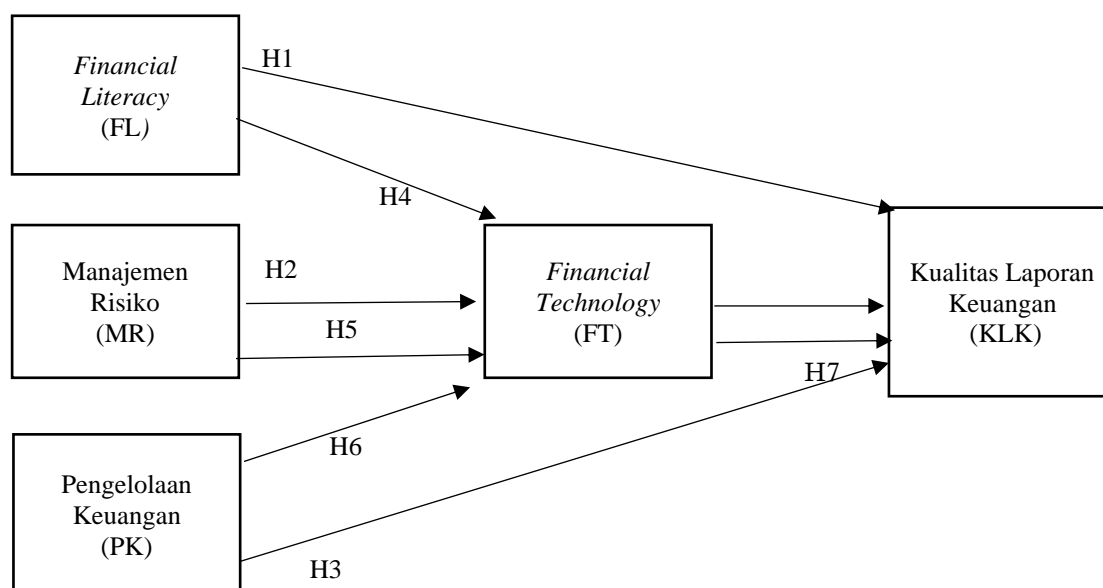 Financial
Literacy
(FL)
H1
H4
Manajemen
Risiko
(MR)
H2
H5
Financial
Technology
(FT)
Kualitas Laporan
Keuangan
(KLK)
H7
H6
Pengelolaan
Keuangan
(PK)
H3